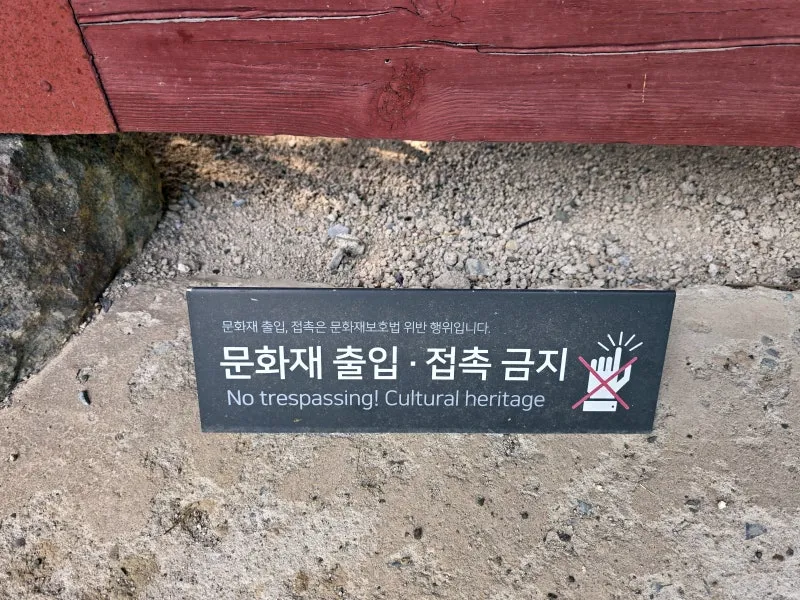 문화재 출입, 접촉은 문화재보호법 위반 행위입니다.
문화재 출입 · 접촉 금지
No trespassing! Cultural heritage